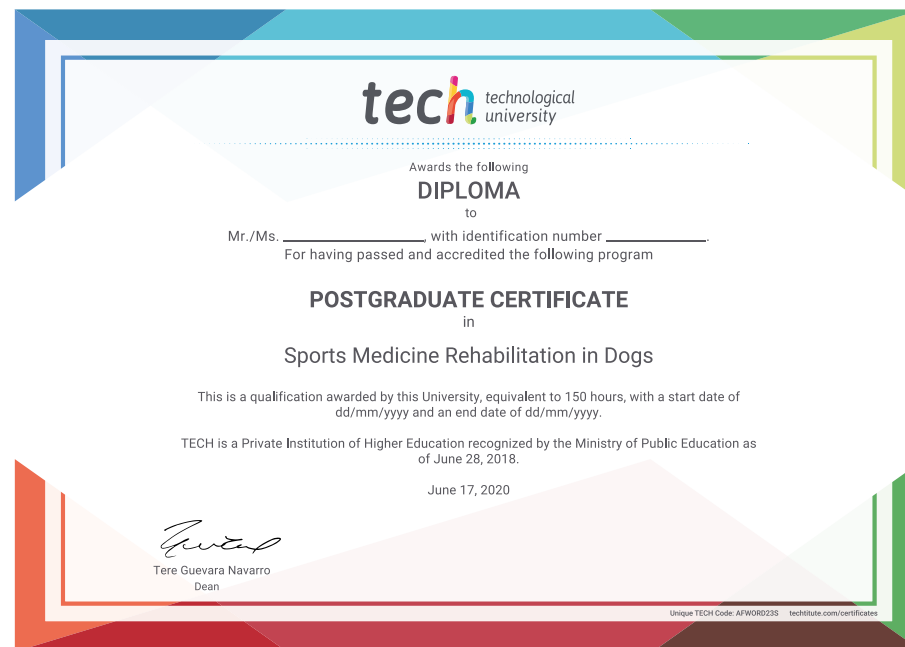 tech technological
university
Awards the following
DIPLOMA
to
Mr./Ms. ____________________, with identification number ______________.
For having passed and accredited the following program
POSTGRADUATE CERTIFICATE
in
Sports Medicine Rehabilitation in Dogs
This is a qualification awarded by this University, equivalent to 150 hours, with a start date of
dd/mm/yyyy and an end date of dd/mm/yyyy.
TECH is a Private Institution of Higher Education recognized by the Ministry of Public Education as
of June 28, 2018.
June 17, 2020
Tere Guevara Navarro
Dean
Unique TECH Code: AFWORD23S techtitute.com/certificates